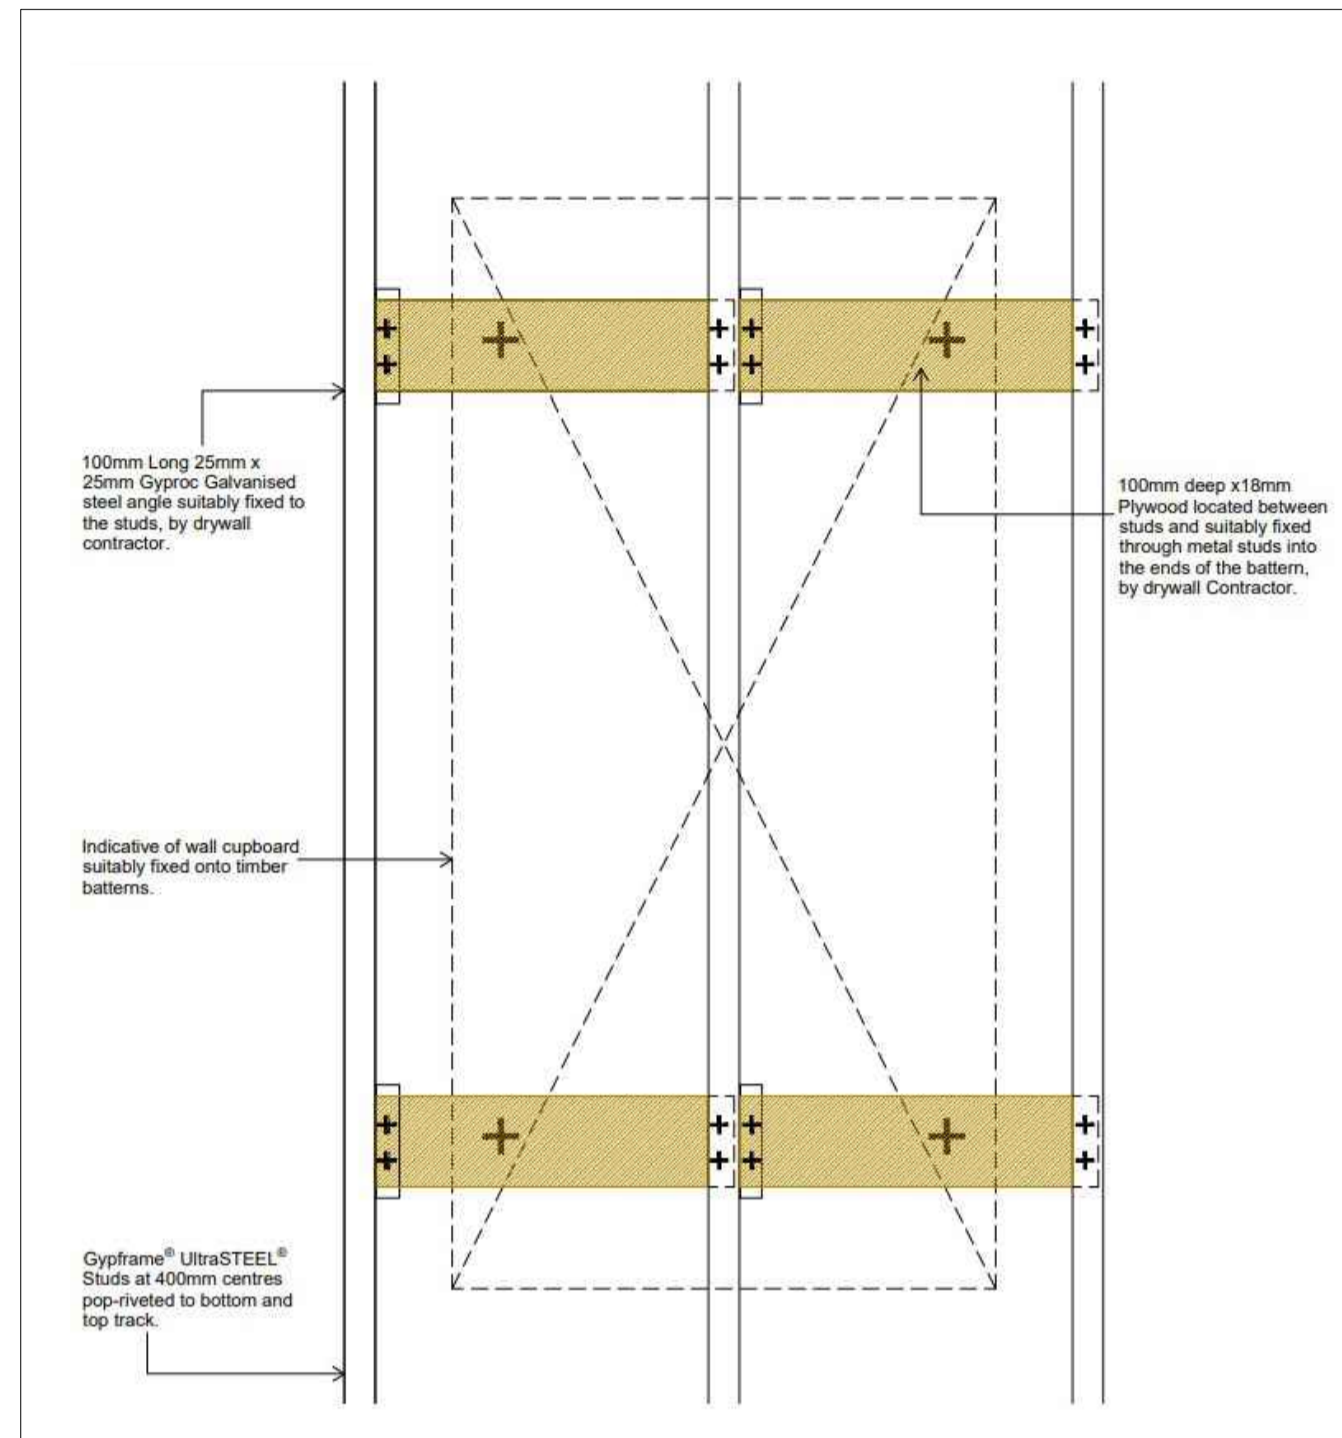 100mm Long 25mm x
25mm Gyproc Galvanised
steel angle suitably fixed to
the studs, by drywall
contractor.
100mm deep x18mm
Plywood located between
studs and suitably fixed
through metal studs into
the ends of the battern,
by drywall Contractor.
Indicative of wall cupboard
suitably fixed onto timber
batterns.
Gypframe® UltraSTEEL®
Studs at 400mm centres
pop-riveted to bottom and
top track.